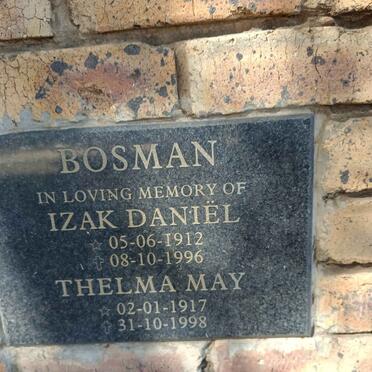 BOSMAN
IN LOVING MEMORY OF
IZAK DANIËL
☆ 05-06-1912
✝ 08-10-1996
THELMA MAY
☆ 02-01-1917
✝ 31-10-1998